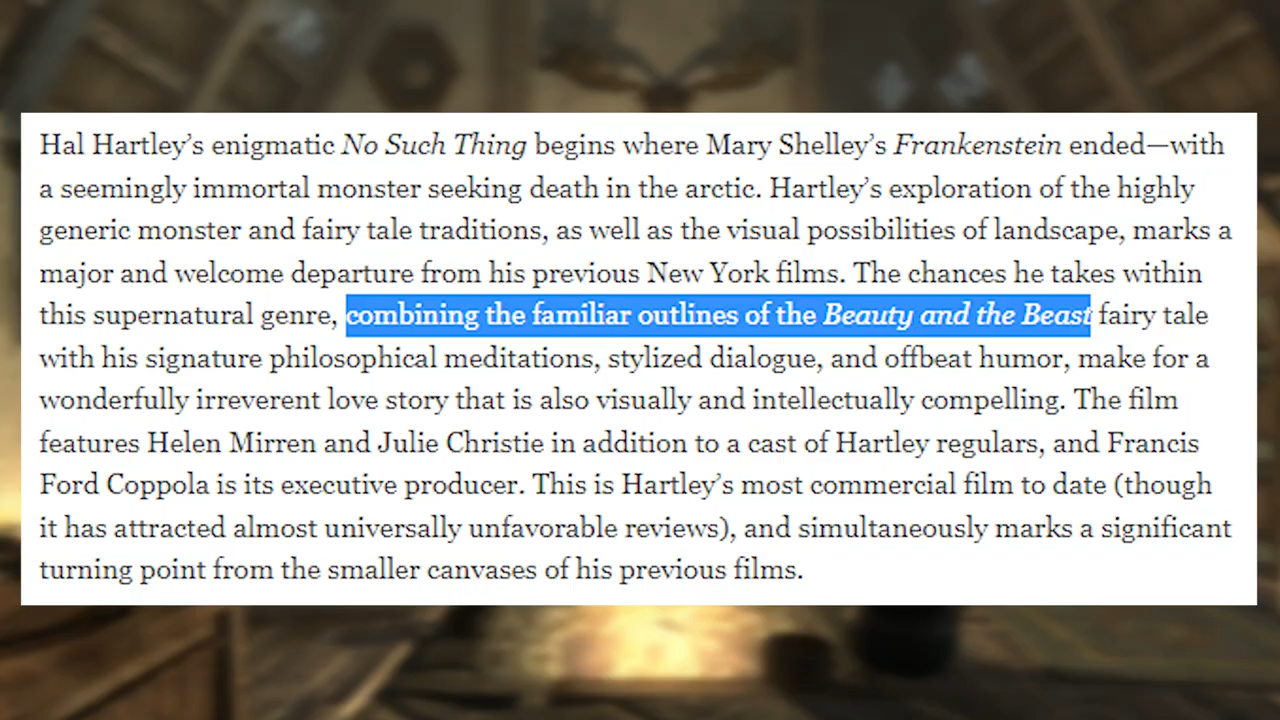 Hal Hartley’s enigmatic No Such Thing begins where Mary Shelley’s Frankenstein ended—with
a seemingly immortal monster seeking death in the arctic. Hartley’s exploration of the highly
generic monster and fairy tale traditions, as well as the visual possibilities of landscape, marks a
major and welcome departure from his previous New York films. The chances he takes within
this supernatural genre, combining the familiar outlines of the Beauty and the Beast fairy tale
with his signature philosophical meditations, stylized dialogue, and offbeat humor, make for a
wonderfully irreverent love story that is also visually and intellectually compelling. The film
features Helen Mirren and Julie Christie in addition to a cast of Hartley regulars, and Francis
Ford Coppola is its executive producer. This is Hartley’s most commercial film to date (though
it has attracted almost universally unfavorable reviews), and simultaneously marks a significant
turning point from the smaller canvases of his previous films.